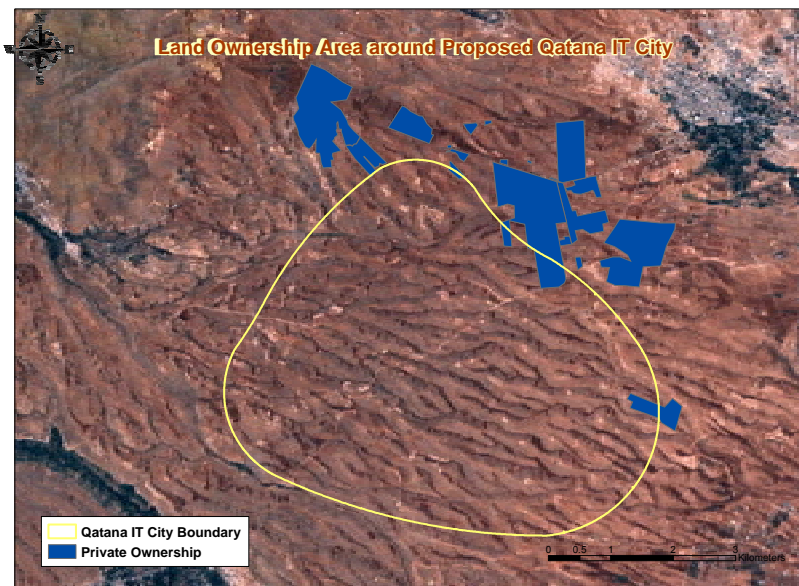 Land Ownership Area around Proposed Qatana IT City
Qatana IT City Boundary
Private Ownership
0 0.5 1 2 3
Kilometers